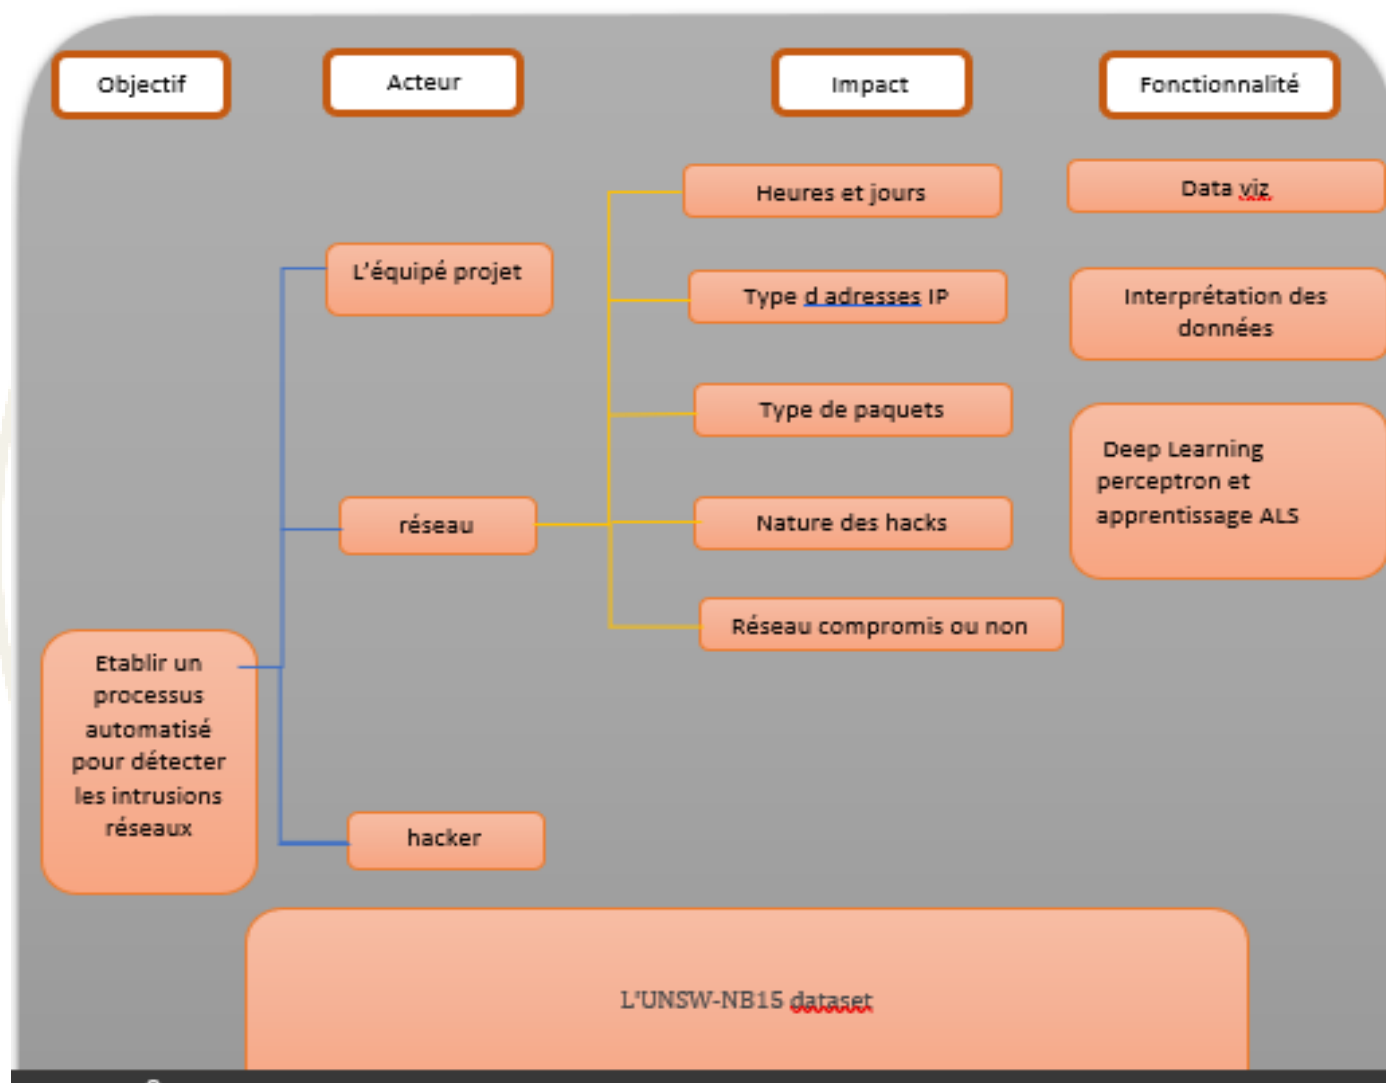 Objectif
Acteur
Impact
Fonctionnalité
L'équipé projet
réseau
hacker
Etablir un
processus
automatisé
pour détecter
les intrusions
réseaux
Heures et jours
Type d adresses IP
Type de paquets
Nature des hacks
Réseau compromis ou non
Data viz
Interprétation des
données
Deep Learning
perceptron et
apprentissage ALS
L'UNSW-NB15 dataset